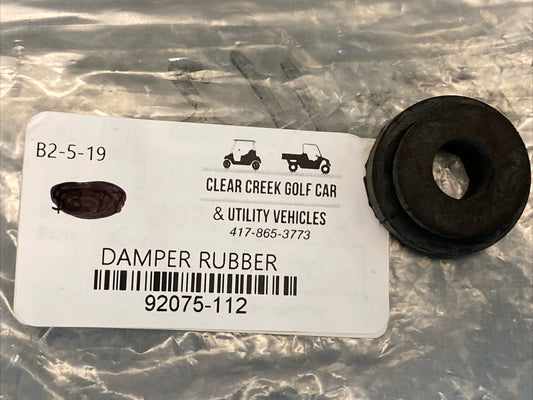 B2-5-19
CLEAR CREEK GOLF CAR
& UTILITY VEHICLES
417-865-3773
DAMPER RUBBER
92075-112